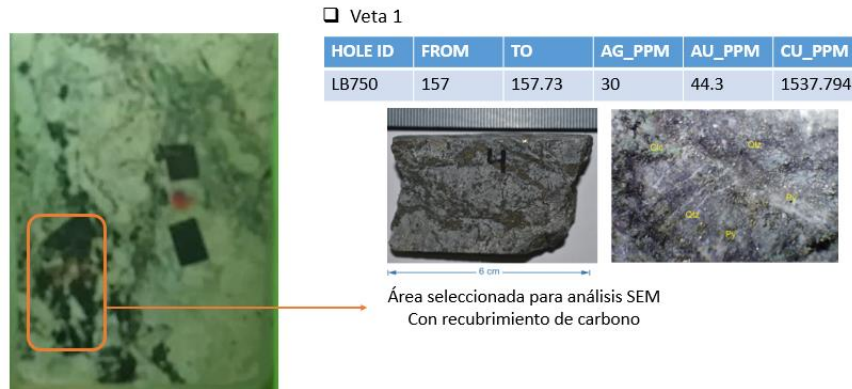 Veta 1
HOLE ID FROM TO AG_PPM AU_PPM CU_PPM
LB750 157 157.73 30 44.3 1537.794
4
Qtz
Qtz
Py
Qtz
Py
6 cm
Área seleccionada para análisis SEM
Con recubrimiento de carbono